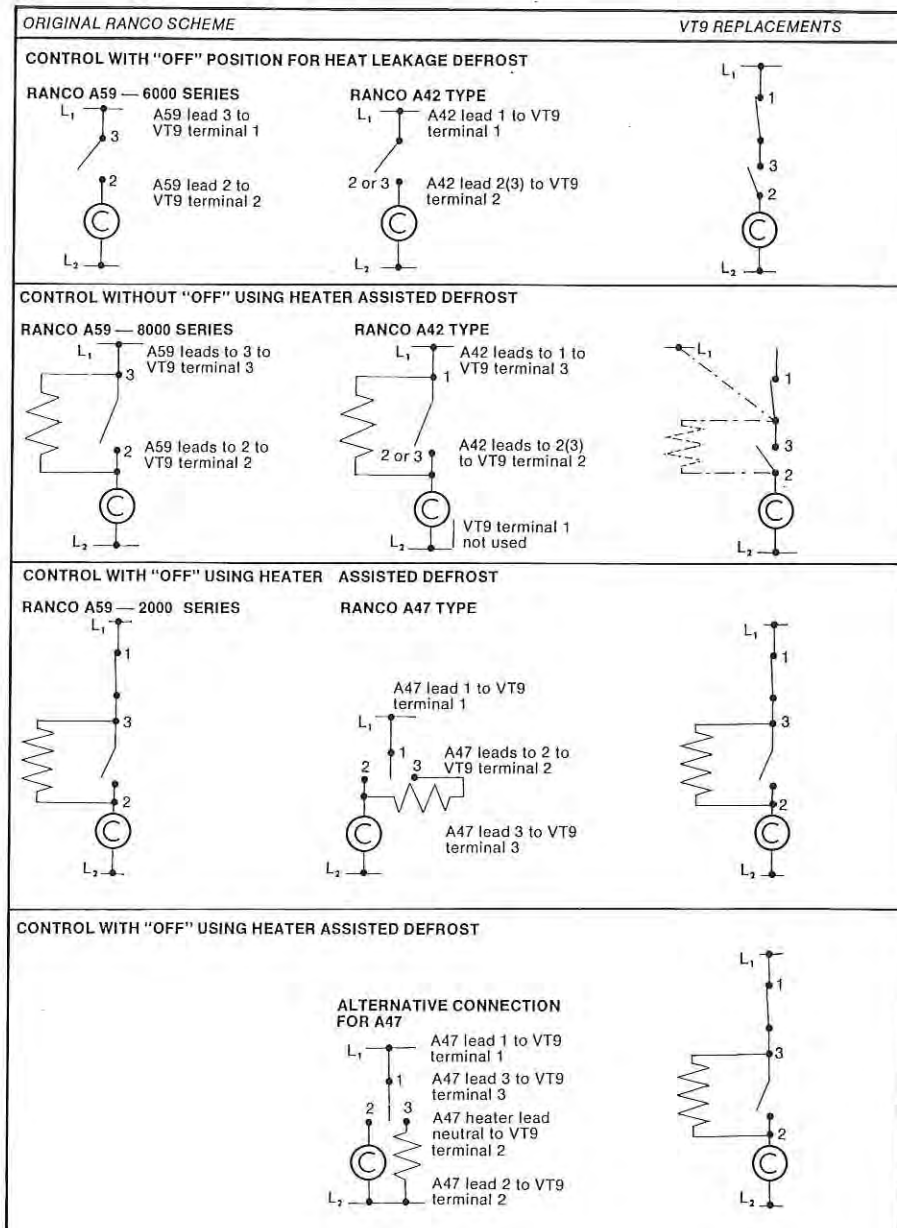 ORIGINAL RANCO SCHEME
VT9 REPLACEMENTS
CONTROL WITH "OFF" POSITION FOR HEAT LEAKAGE DEFROST
RANCO A59 — 6000 SERIES
L₁
3
A59 lead 3 to
VT9 terminal 1
2
A59 lead 2 to
VT9 terminal 2
C
L₂
RANCO A42 TYPE
L₁
A42 lead 1 to VT9
terminal 1
2 or 3
A42 lead 2(3) to VT9
terminal 2
C
L₂
L₁
1
3
2
C
L₂
CONTROL WITHOUT "OFF" USING HEATER ASSISTED DEFROST
RANCO A59 — 8000 SERIES
L₁
A59 leads to 3 to
VT9 terminal 3
3
2
A59 leads to 2 to
VT9 terminal 2
C
L₂
RANCO A42 TYPE
L₁
A42 leads to 1 to
VT9 terminal 3
1
2 or 3
A42 leads to 2(3)
to VT9 terminal 2
C
VT9 terminal 1
not used
L₂
L₁
1
3
2
C
L₂
CONTROL WITH "OFF" USING HEATER ASSISTED DEFROST
RANCO A59 — 2000 SERIES
L₁
1
3
2
C
L₂
RANCO A47 TYPE
A47 lead 1 to VT9
terminal 1
L₁
1
2
3
A47 leads to 2 to
VT9 terminal 2
C
A47 lead 3 to VT9
terminal 3
L₂
L₁
1
3
2
C
L₂
CONTROL WITH "OFF" USING HEATER ASSISTED DEFROST
ALTERNATIVE CONNECTION
FOR A47
L₁
A47 lead 1 to VT9
terminal 1
1
A47 lead 3 to VT9
terminal 3
2
3
A47 heater lead
neutral to VT9
terminal 2
C
A47 lead 2 to VT9
terminal 2
L₂
L₁
1
3
2
C
L₂